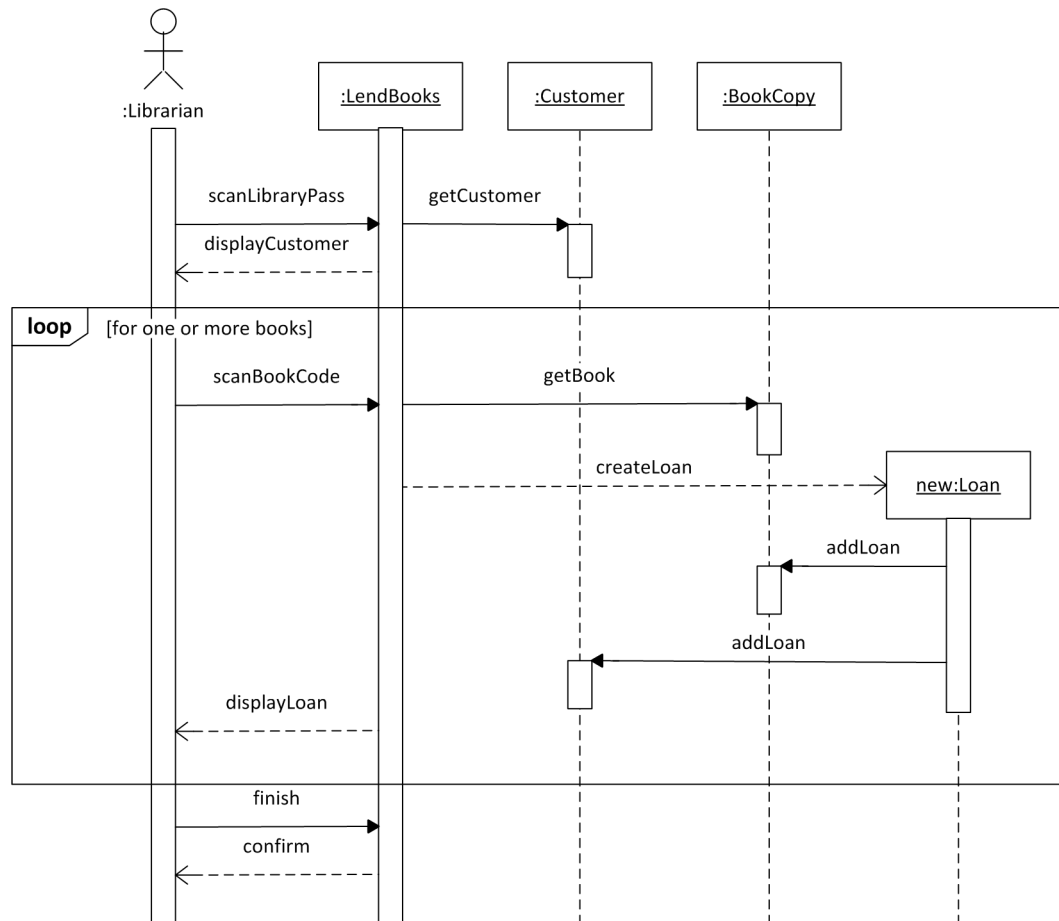 :Librarian
:LendBooks
:Customer
:BookCopy
scanLibraryPass
getCustomer
displayCustomer
loop
[for one or more books]
scanBookCode
getBook
createLoan
new:Loan
addLoan
addLoan
displayLoan
finish
confirm